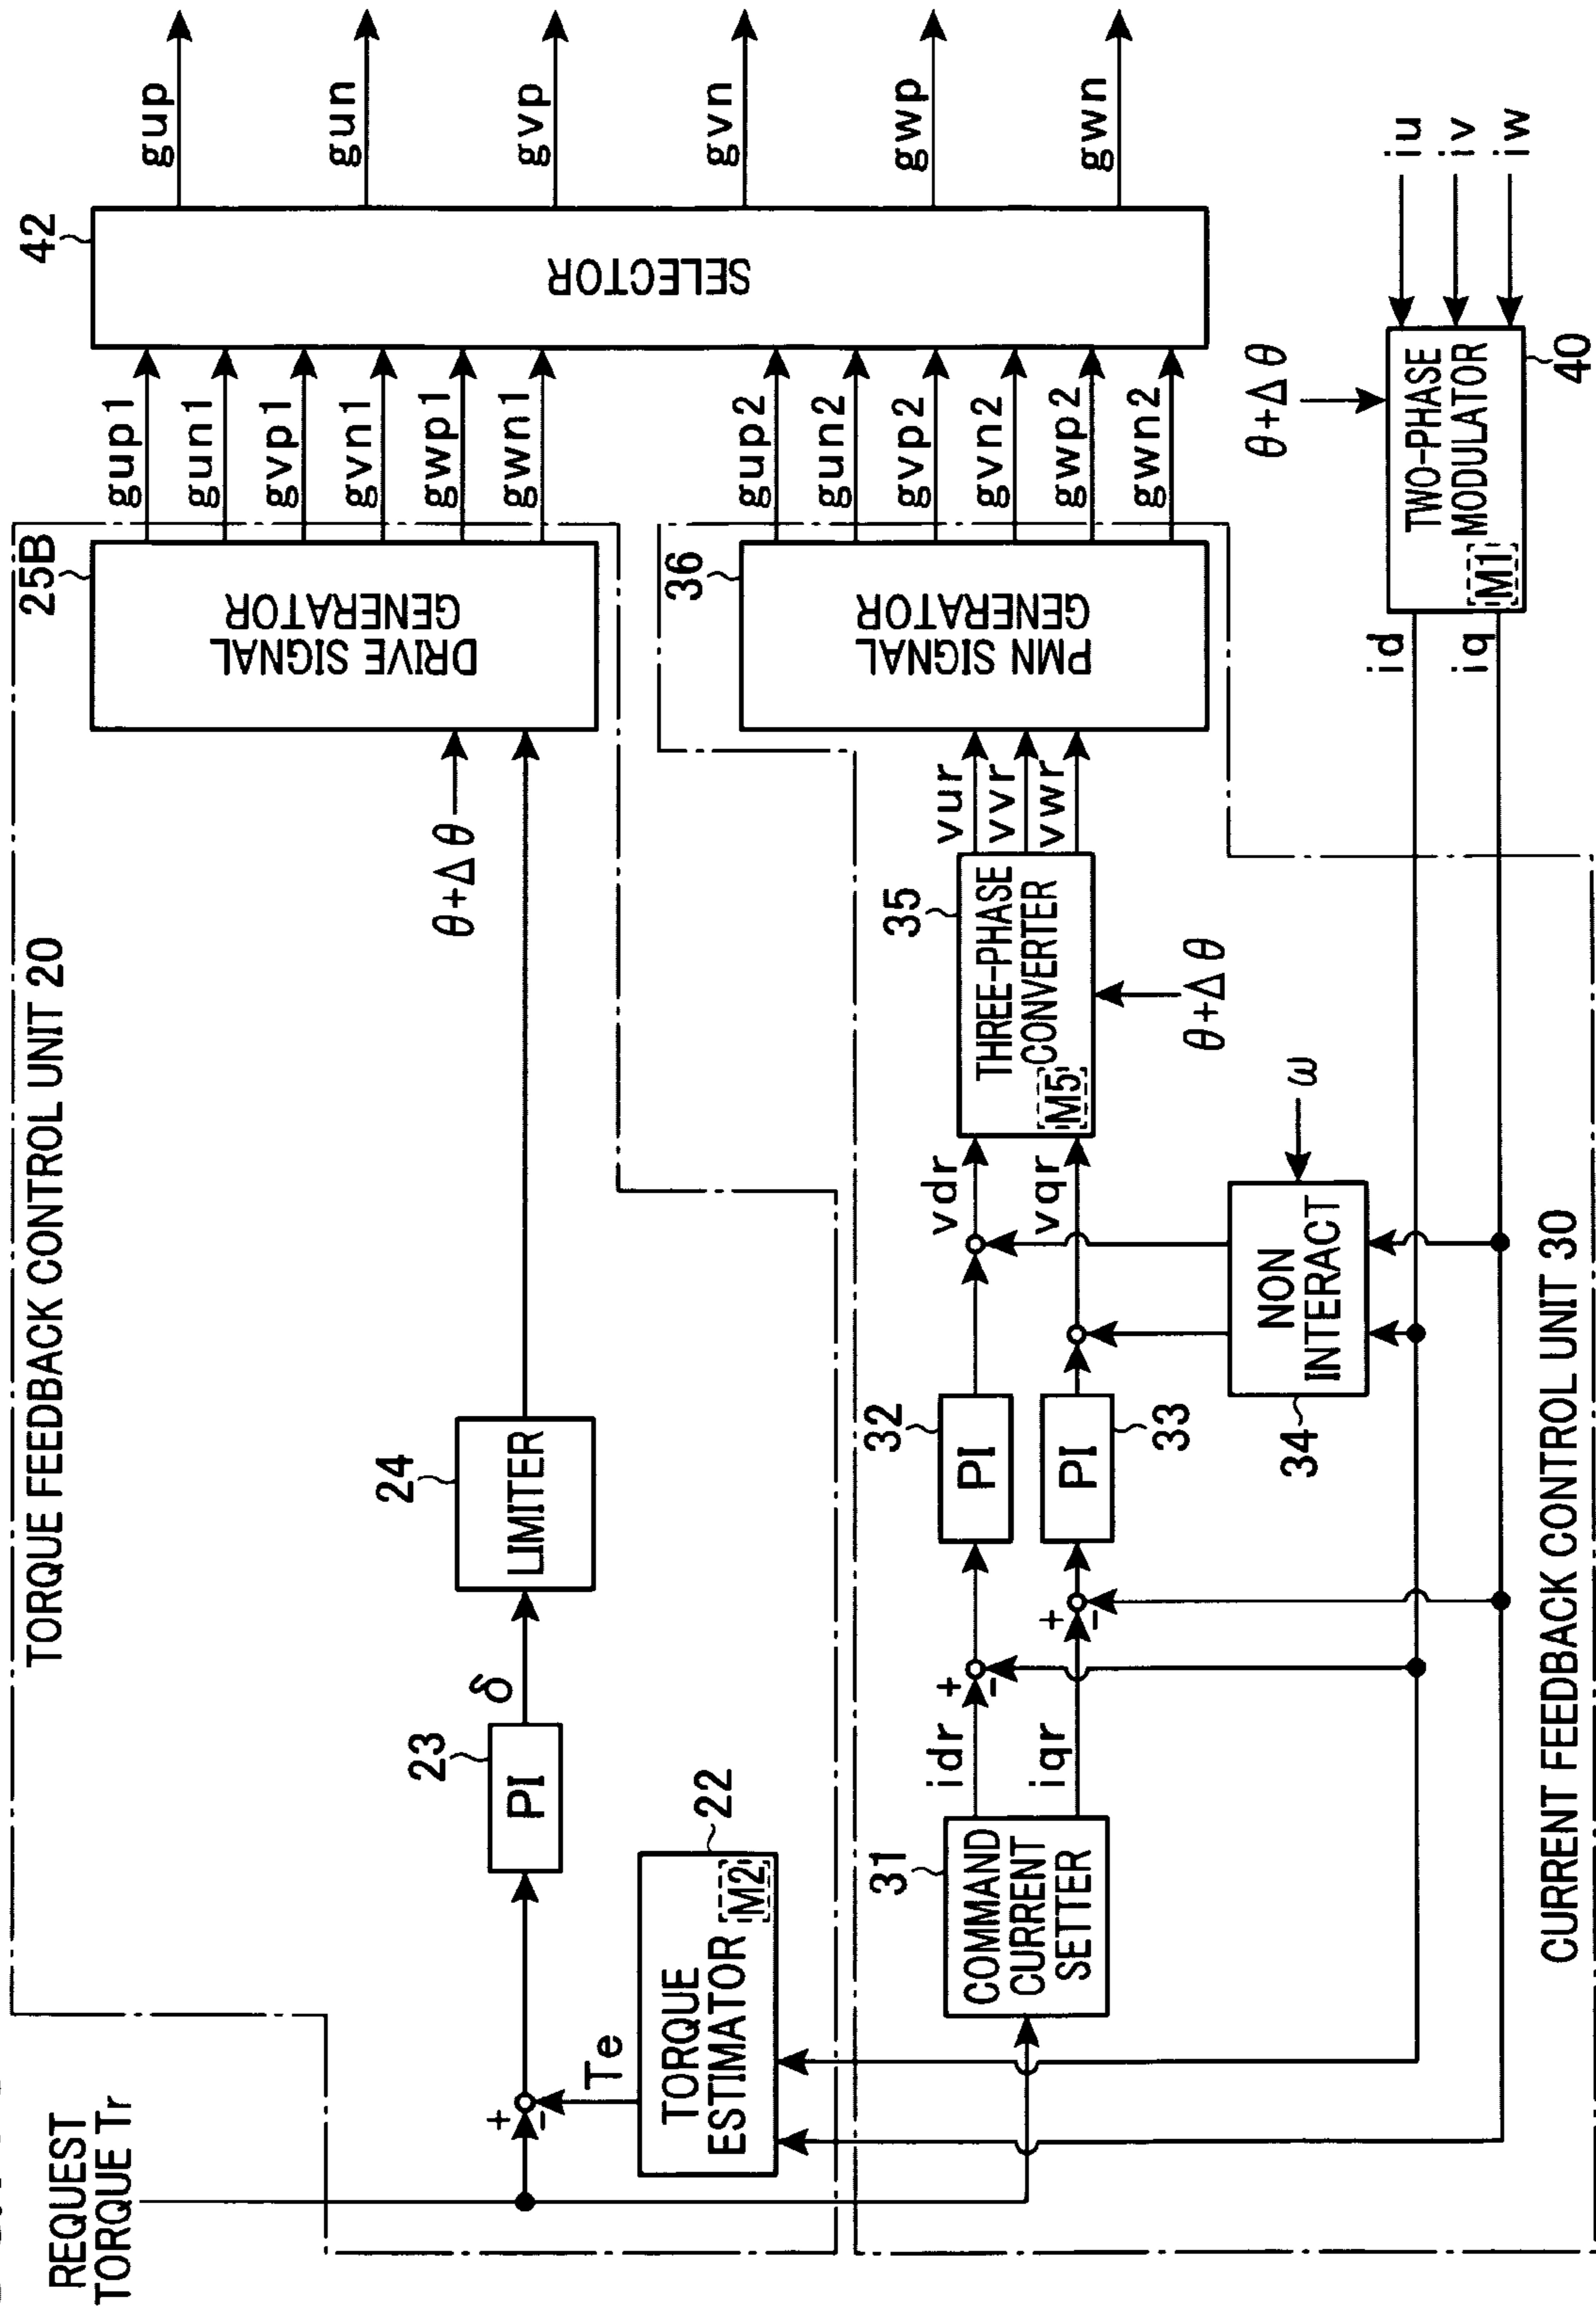 REQUEST
TORQUE Tr
TORQUE FEEDBACK CONTROL UNIT 20
+
-
Te
TORQUE
ESTIMATOR
M2
22
PI
23
δ
LIMITER
24
θ+Δθ
DRIVE SIGNAL
GENERATOR
25B
gup1
gun1
gvp1
gvn1
gwp1
gwn1
SELECTOR
42
gup
gun
gvp
gvn
gwp
gwn
COMMAND
CURRENT
SETTER
31
idr
iqr
+
-
+
-
PI
32
PI
33
NON
INTERACT
34
ω
vdr
vqr
THREE-PHASE
CONVERTER
M5
35
θ+Δθ
vur
vvr
vwr
PMN SIGNAL
GENERATOR
36
gup2
gun2
gvp2
gvn2
gwp2
gwn2
id
iq
TWO-PHASE
MODULATOR
M1
40
θ+Δθ
iu
iv
iw
CURRENT FEEDBACK CONTROL UNIT 30